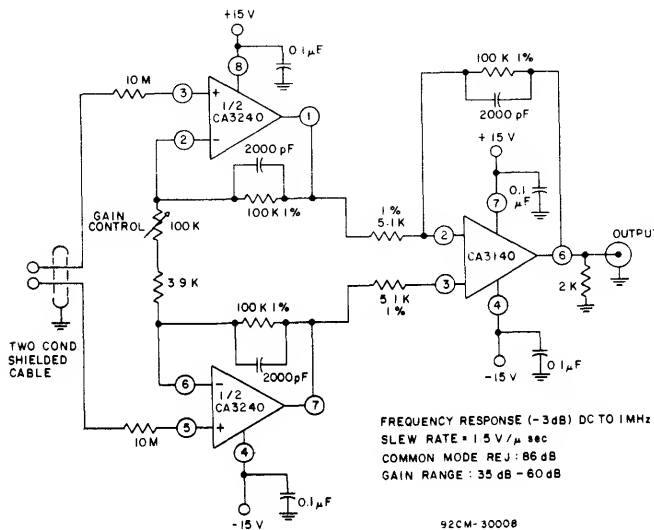 +15 V
0.1 µF
8
10 M
3
+
1/2
CA3240
1
2
-
2000 pF
100K 1%
GAIN
CONTROL
100 K
3.9 K
TWO COND
SHIELDED
CABLE
100 K 1%
2000 pF
6
-
1/2
CA3240
7
10M
5
+
4
-15 V
0.1 µF
100 K 1%
2000 pF
+15 V
7
0.1
µF
1%
5.1 K
2
CA3140
6
OUTPUT
3
5.1 K
1%
2 K
4
-15 V
0.1 µF
FREQUENCY RESPONSE (-3dB) DC TO 1 MHz
SLEW RATE = 1.5 V/µ sec
COMMON MODE REJ: 86 dB
GAIN RANGE: 35 dB - 60 dB
92CM-30008